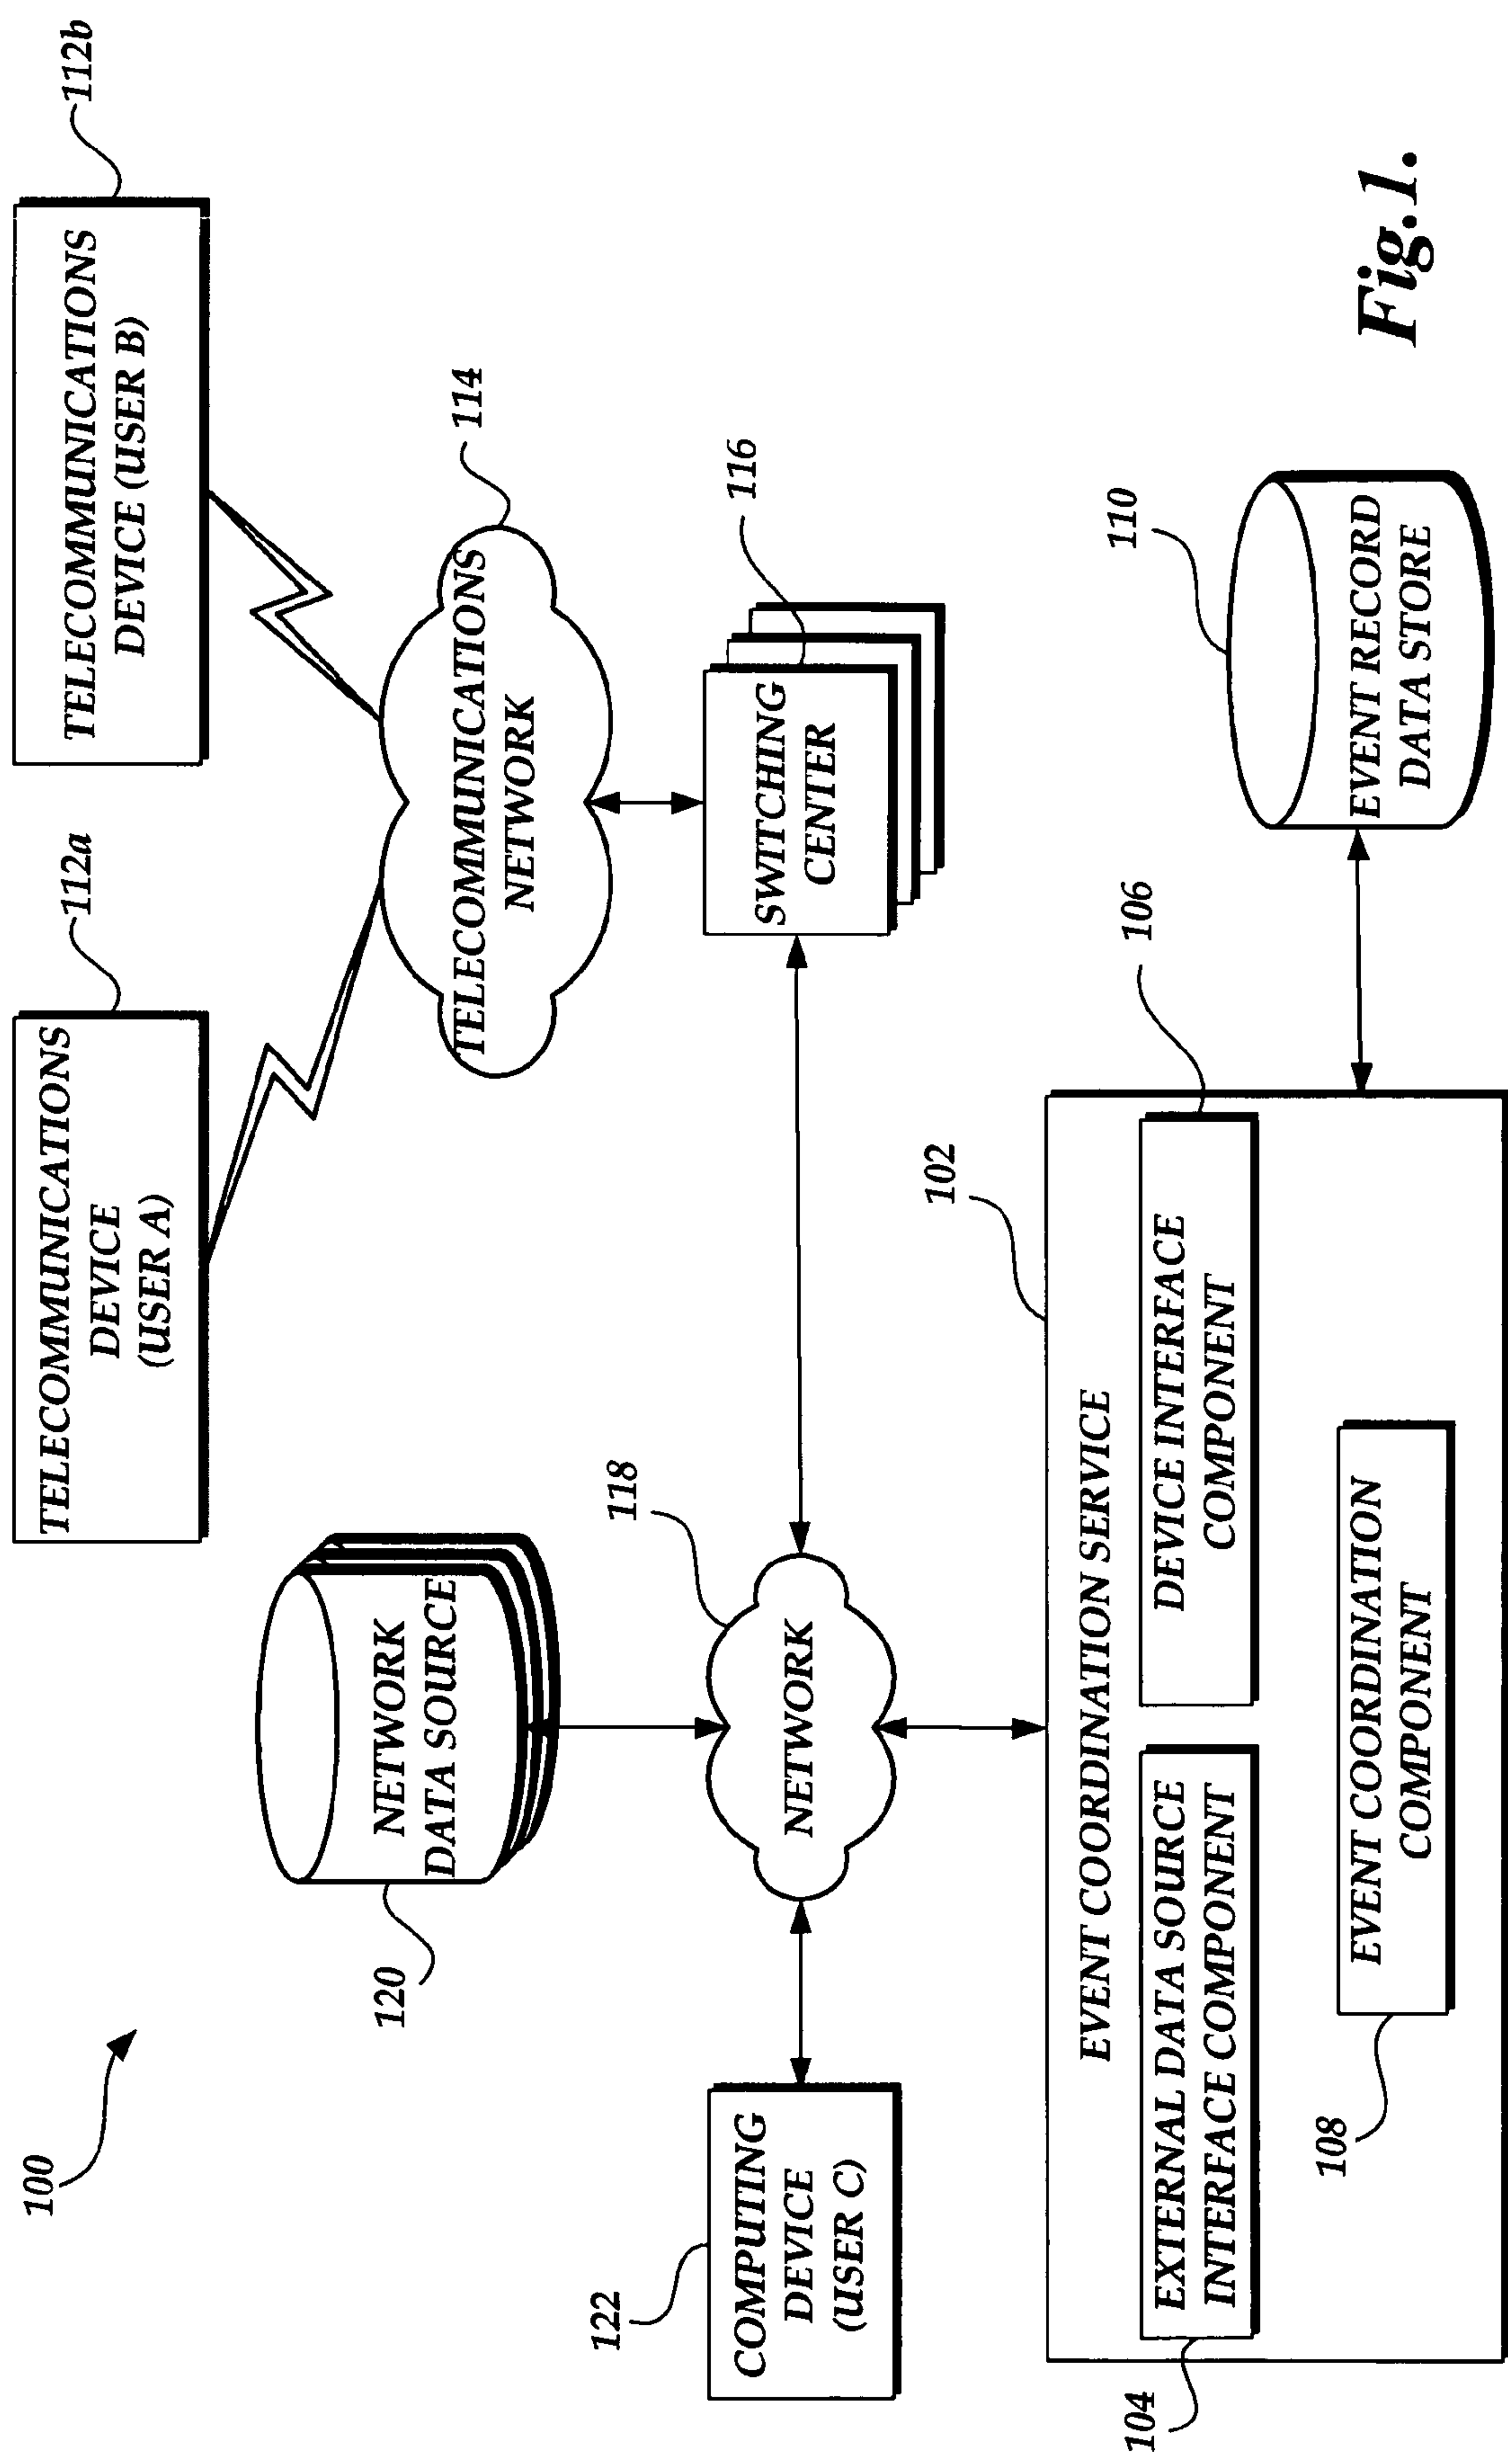 100
TELECOMMUNICATIONS
DEVICE
(USER A)
112a
TELECOMMUNICATIONS
DEVICE (USER B)
112b
120
NETWORK
DATA SOURCE
TELECOMMUNICATIONS
NETWORK
114
122
COMPUTING
DEVICE
(USER C)
118
NETWORK
SWITCHING
CENTER
116
102
EVENT COORDINATION SERVICE
104
EXTERNAL DATA SOURCE
INTERFACE COMPONENT
DEVICE INTERFACE
COMPONENT
106
108
EVENT COORDINATION
COMPONENT
110
EVENT RECORD
DATA STORE
Fig.1.